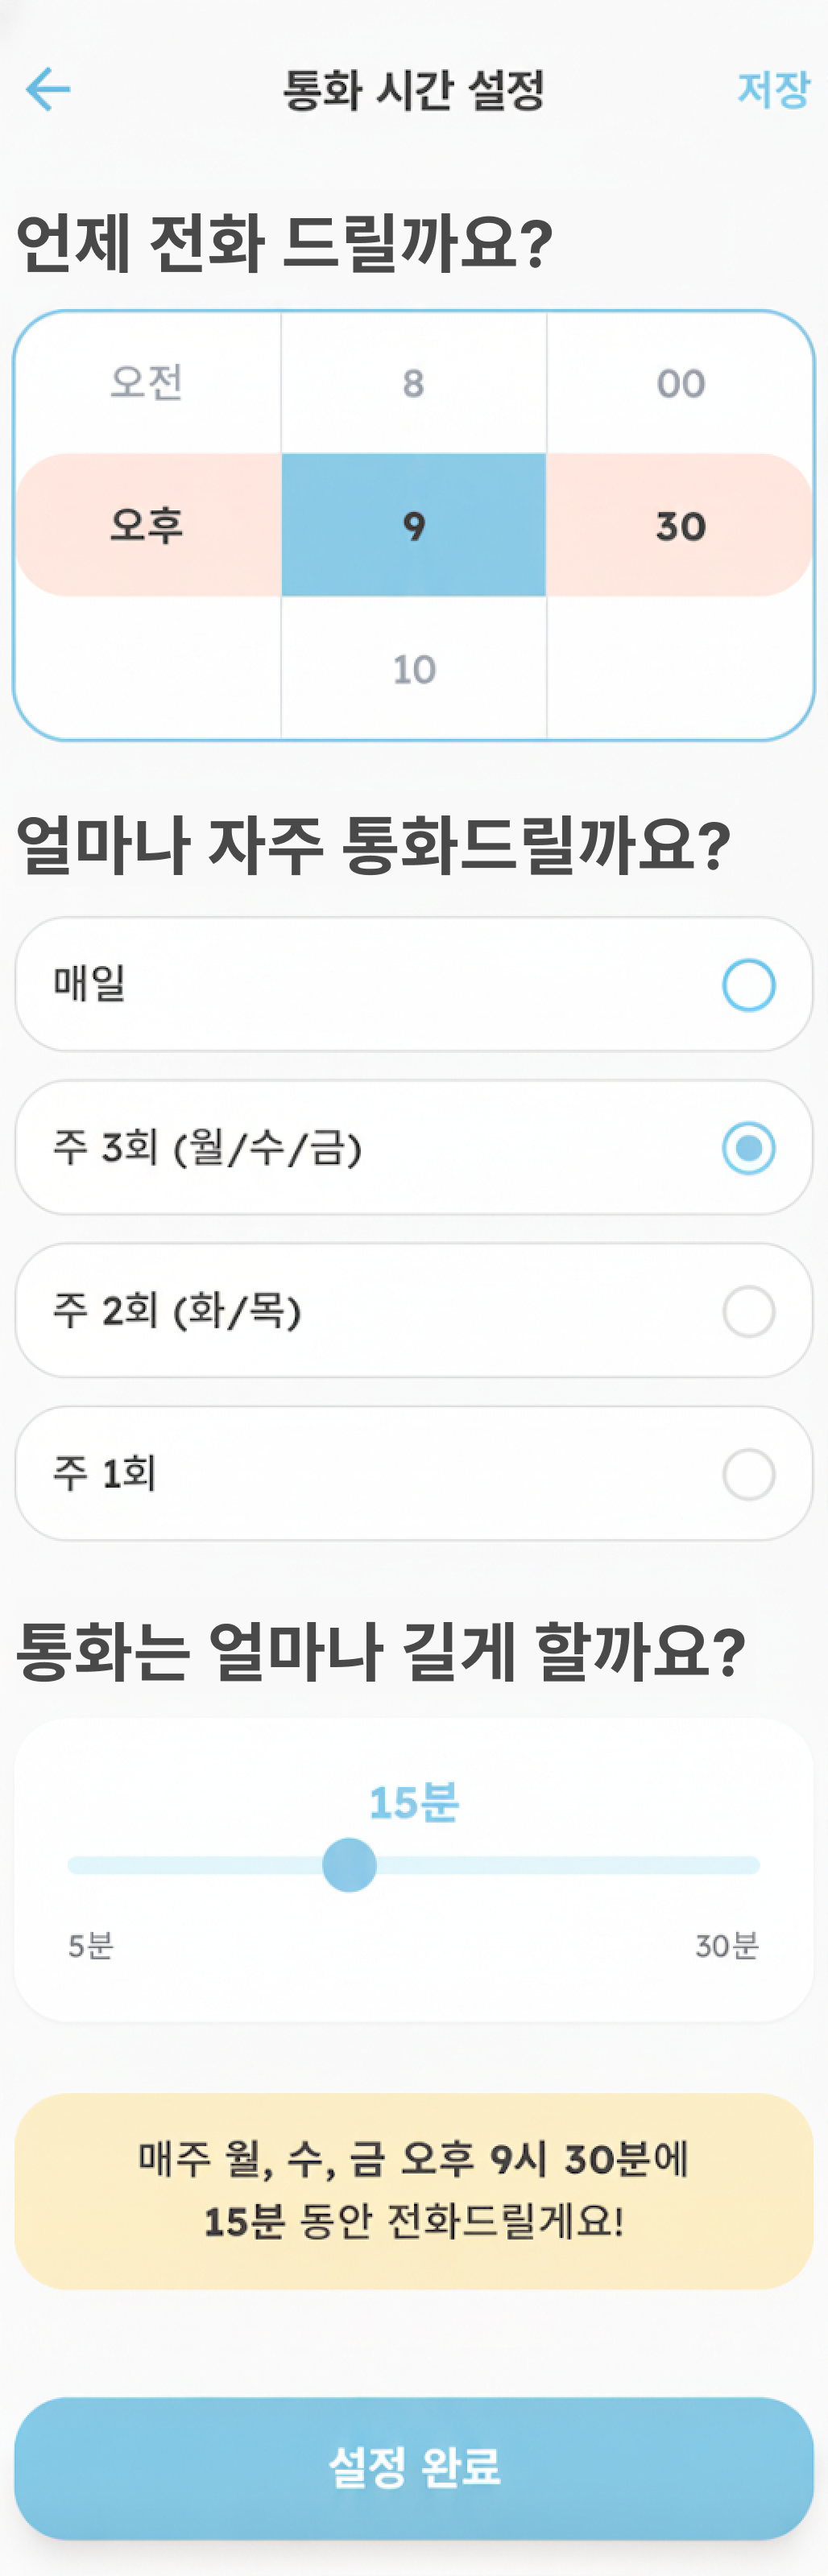 통화 시간 설정
저장
언제 전화 드릴까요?
오전 8 00
오후 9 30
10
얼마나 자주 통화드릴까요?
매일
주 3회 (월/수/금)
주 2회 (화/목)
주 1회
통화는 얼마나 길게 할까요?
15분
5분 30분
매주 월, 수, 금 오후 9시 30분에
15분 동안 전화드릴게요!
설정 완료